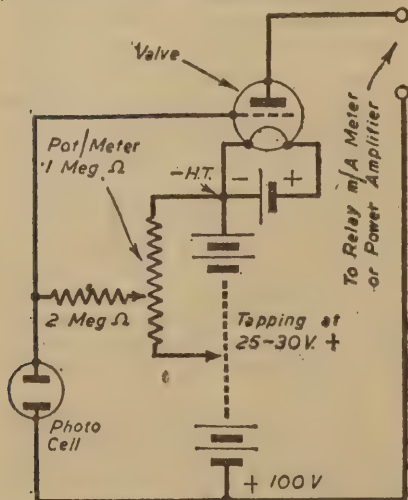 Valve
Pot/Meter
1 Meg. Ω
-H.T.
-
+
To Relay m/A Meter
or Power Amplifier
2 Meg Ω
Tapping at
25-30V. +
Photo
Cell
+ 100V